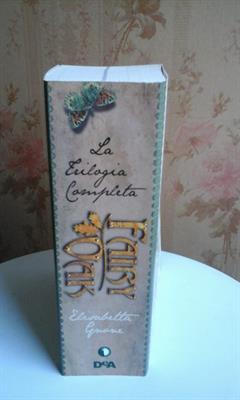 La
Trilogia
Completa
FAIRY
OAK
Elisabetta
Gnone
DeA